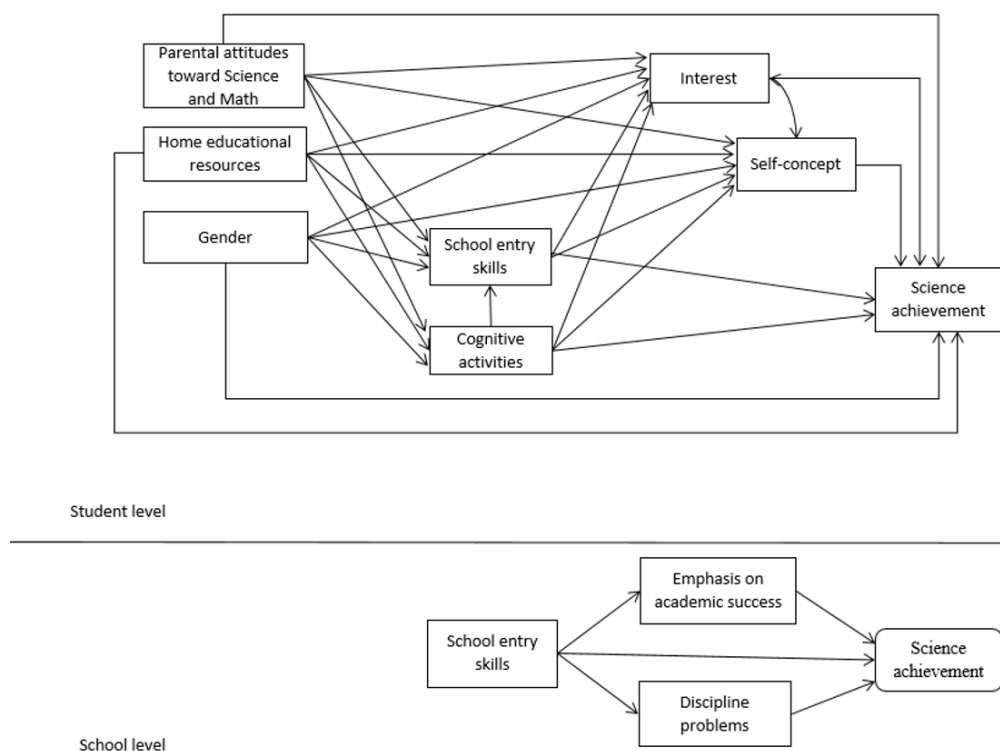 Parental attitudes
toward Science
and Math
Interest
Home educational
resources
Self-concept
Gender
School entry
skills
Science
achievement
Cognitive
activities
Student level
Emphasis on
academic success
School entry
skills
Science
achievement
Discipline
problems
School level